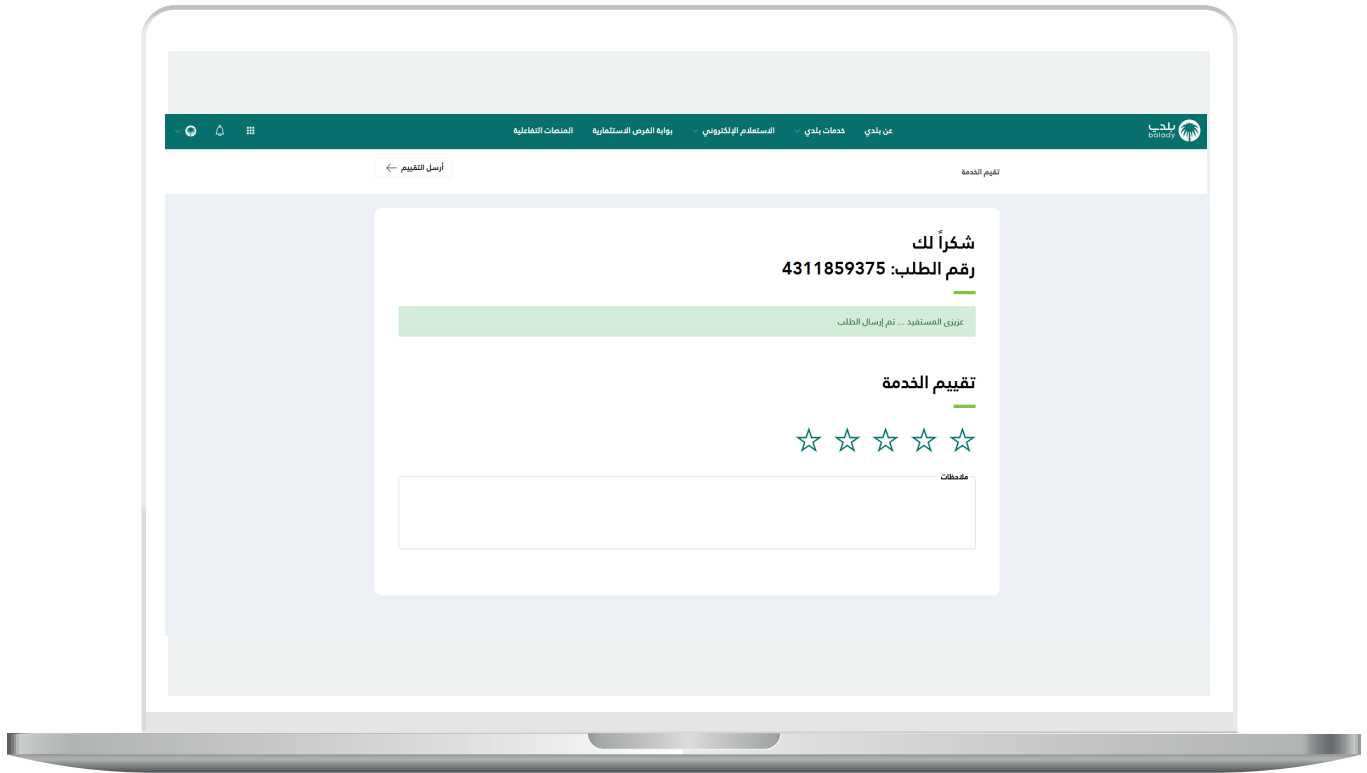 بلدي
balady
عن بلدي
خدمات بلدي
الاستعلام الإلكتروني
بوابة الفرص الاستثمارية
المنصات التفاعلية
تقيم الخدمة
أرسل التقييم
شكراً لك
رقم الطلب: 4311859375
عزيزي المستفيد ... تم إرسال الطلب
تقييم الخدمة
ملاحظات